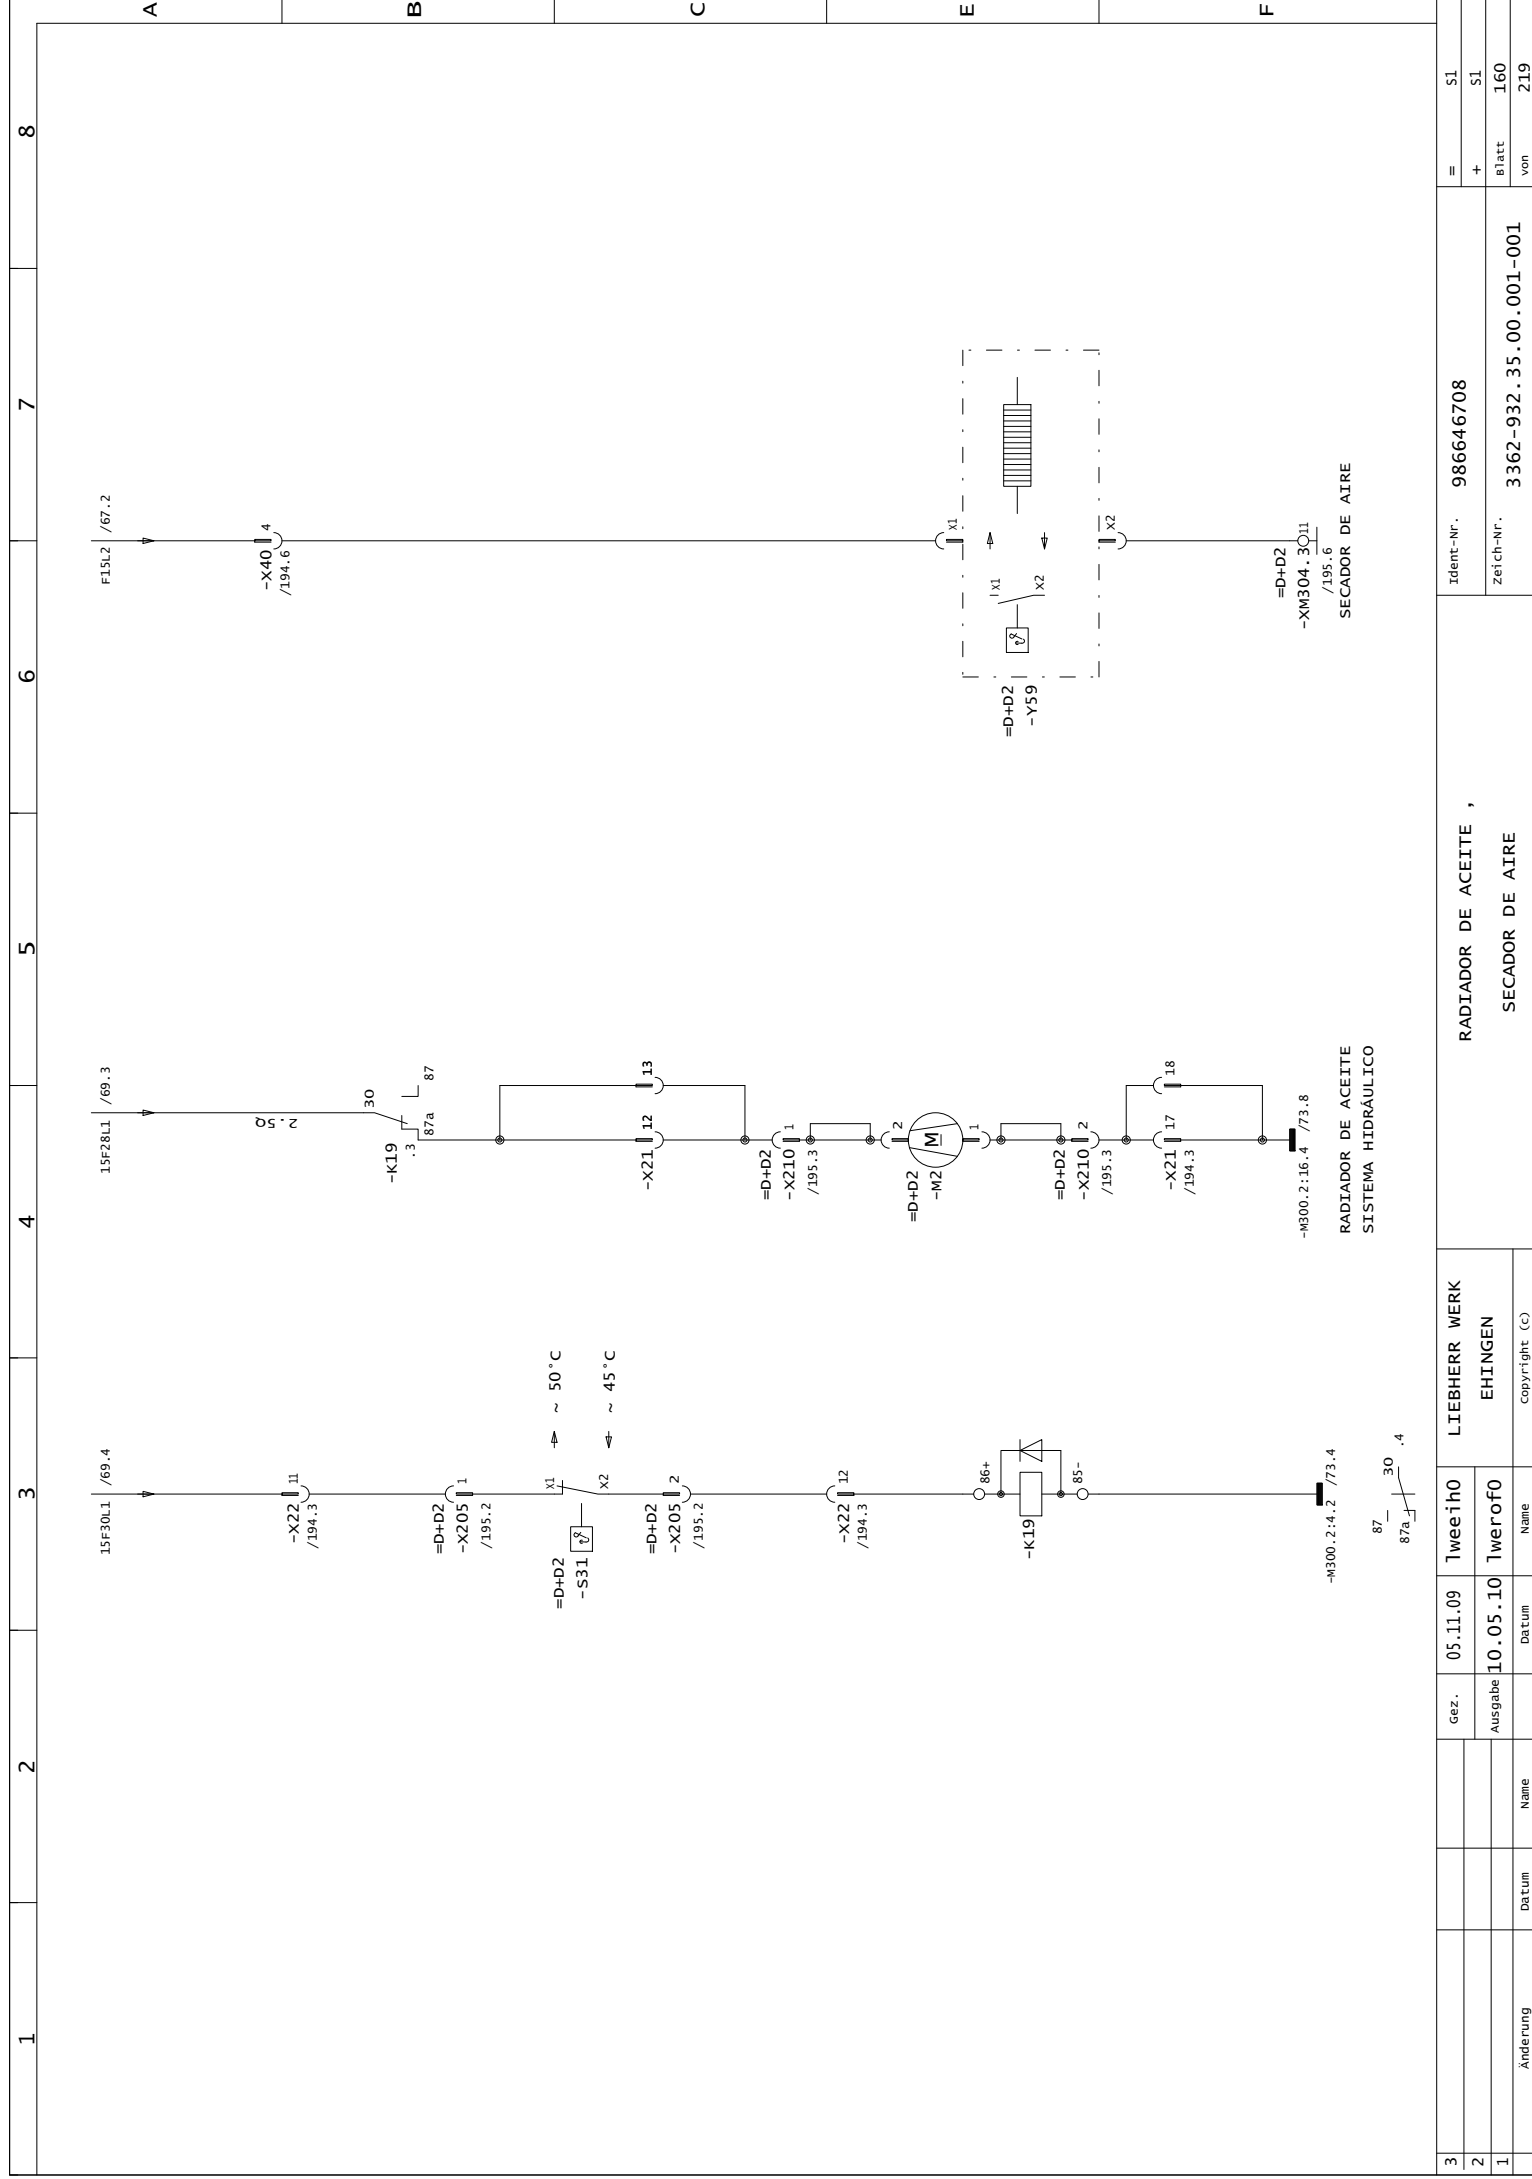 1 2 3 4 5 6 7 8
A
B
C
E
F
15F30L1 /69.4
-X22 11
/194.3
=D+D2
-X205 1
/195.2
=D+D2
-S31
X1
X2
~ 50°C
~ 45°C
=D+D2
-X205 2
/195.2
-X22 12
/194.3
86+
-K19
85-
-M300.2:4.2 /73.4
87
87a
30
.4
15F28L1 /69.3
2.5Q
-K19
.3
30
87a
87
-X21 12 13
=D+D2
-X210 1
/195.3
=D+D2
-M2
2
M
1
=D+D2
-X210 2
/195.3
-X21 17 18
/194.3
-M300.2:16.4 /73.8
RADIADOR DE ACEITE
SISTEMA HIDRÁULICO
F15L2 /67.2
-X40 4
/194.6
X1
=D+D2
-Y59
X1
X2
X2
=D+D2
-XM304.3 11
/195.6
SECADOR DE AIRE
3
2
1
Änderung
Datum
Name
Gez. 05.11.09 lweeih0
Ausgabe 10.05.10 lwerof0
Datum
Name
LIEBHERR WERK
EHINGEN
Copyright (c)
RADIADOR DE ACEITE ,
SECADOR DE AIRE
Ident-Nr. 986646708
Zeich-Nr. 3362-932.35.00.001-001
= S1
+ S1
Blatt 160
von 219